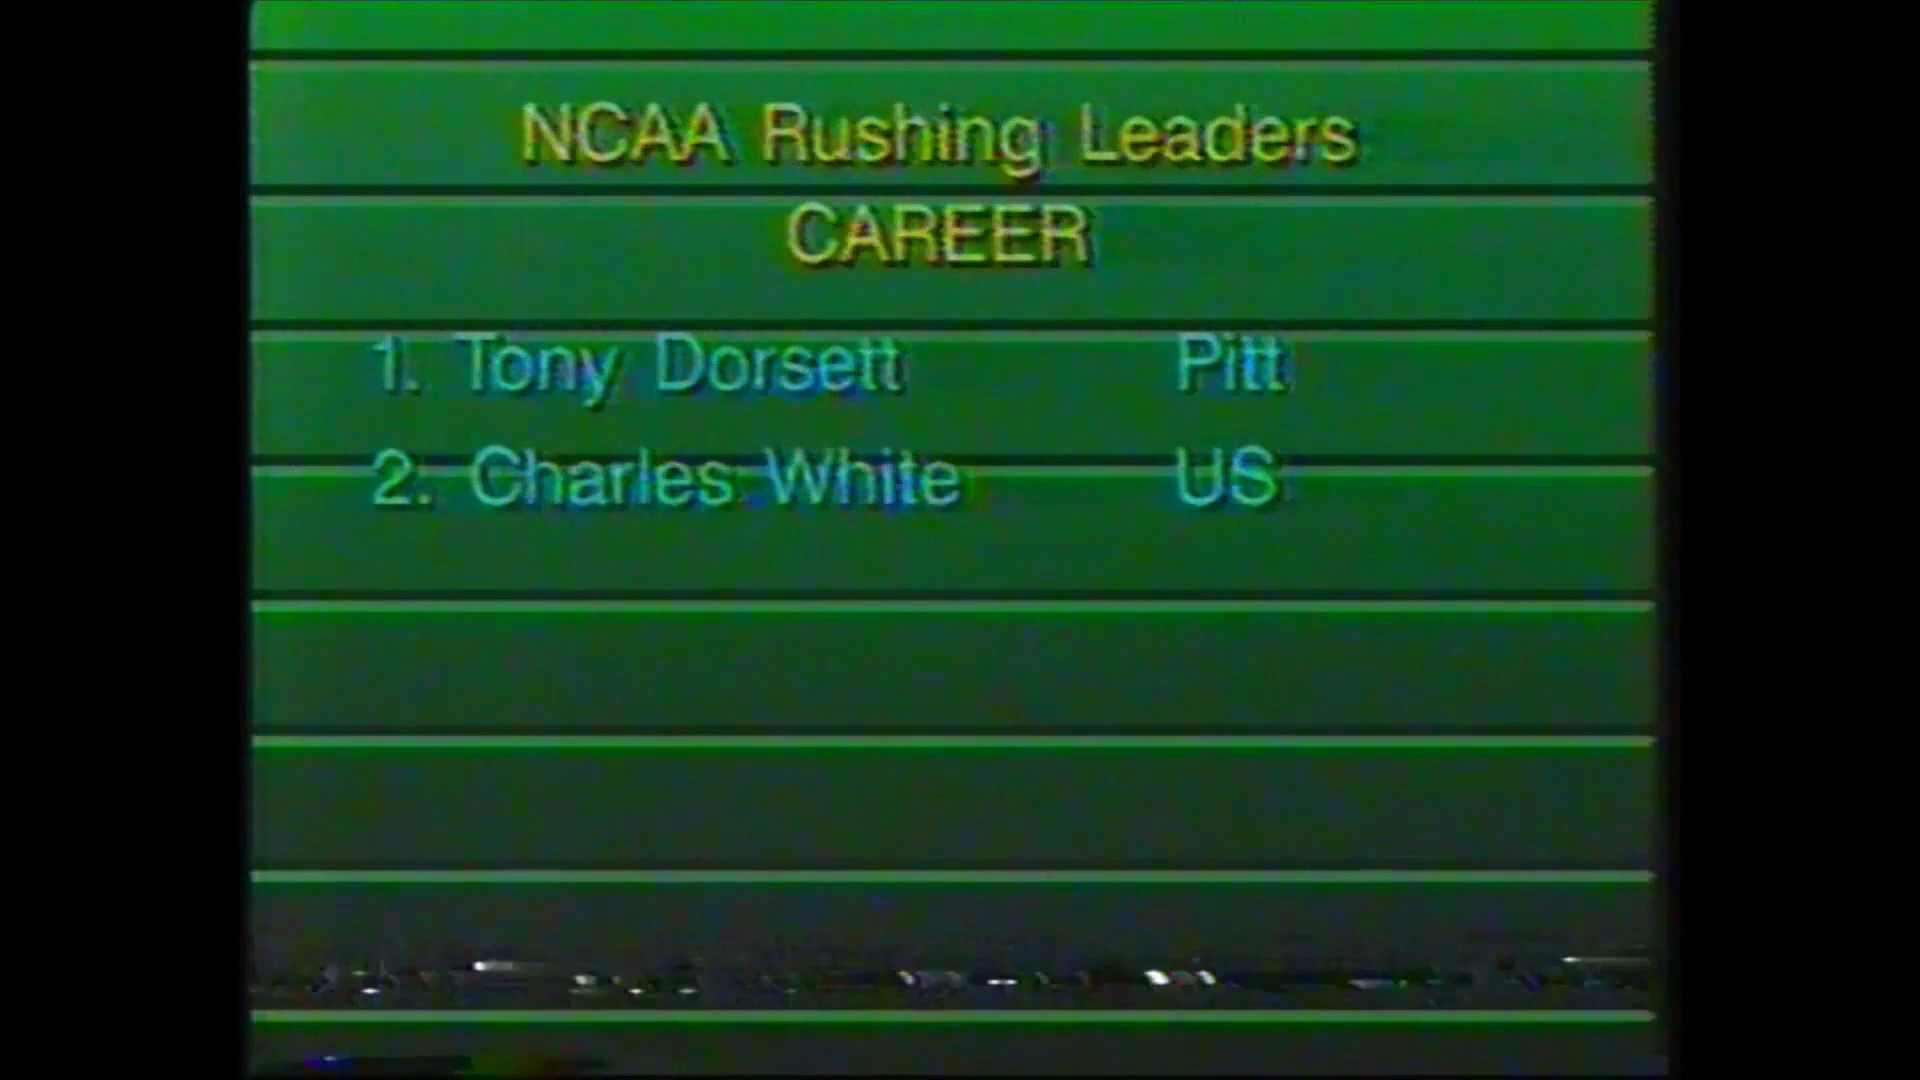 NCAA Rushing Leaders
CAREER
1. Tony Dorsett Pitt
2. Charles White US